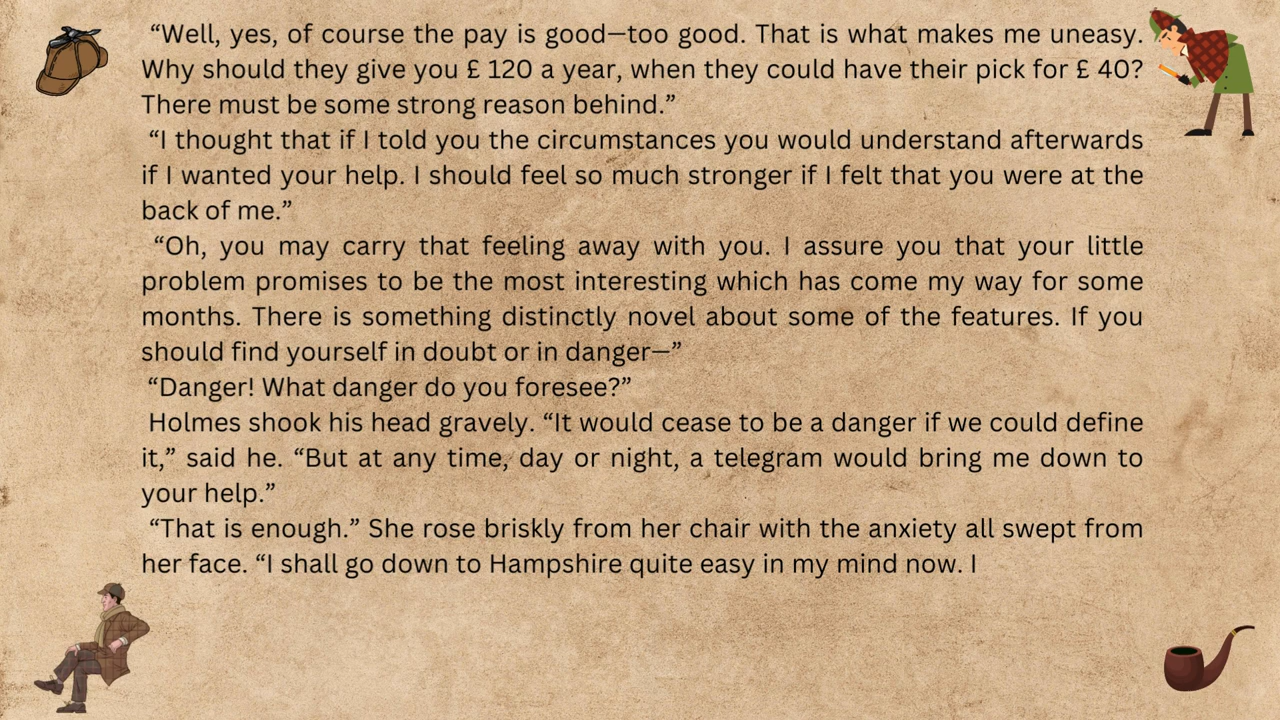 “Well, yes, of course the pay is good—too good. That is what makes me uneasy.
Why should they give you £ 120 a year, when they could have their pick for £ 40?
There must be some strong reason behind.”
“I thought that if I told you the circumstances you would understand afterwards
if I wanted your help. I should feel so much stronger if I felt that you were at the
back of me.”
“Oh, you may carry that feeling away with you. I assure you that your little
problem promises to be the most interesting which has come my way for some
months. There is something distinctly novel about some of the features. If you
should find yourself in doubt or in danger—”
“Danger! What danger do you foresee?”
Holmes shook his head gravely. “It would cease to be a danger if we could define
it,” said he. “But at any time, day or night, a telegram would bring me down to
your help.”
“That is enough.” She rose briskly from her chair with the anxiety all swept from
her face. “I shall go down to Hampshire quite easy in my mind now. I